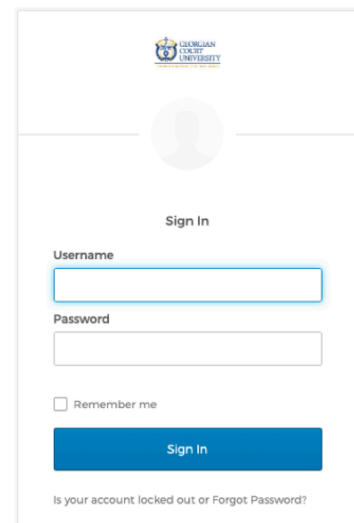 GEORGIAN
COURT
UNIVERSITY
Sign In
Username
Password
Remember me
Sign In
Is your account locked out or Forgot Password?